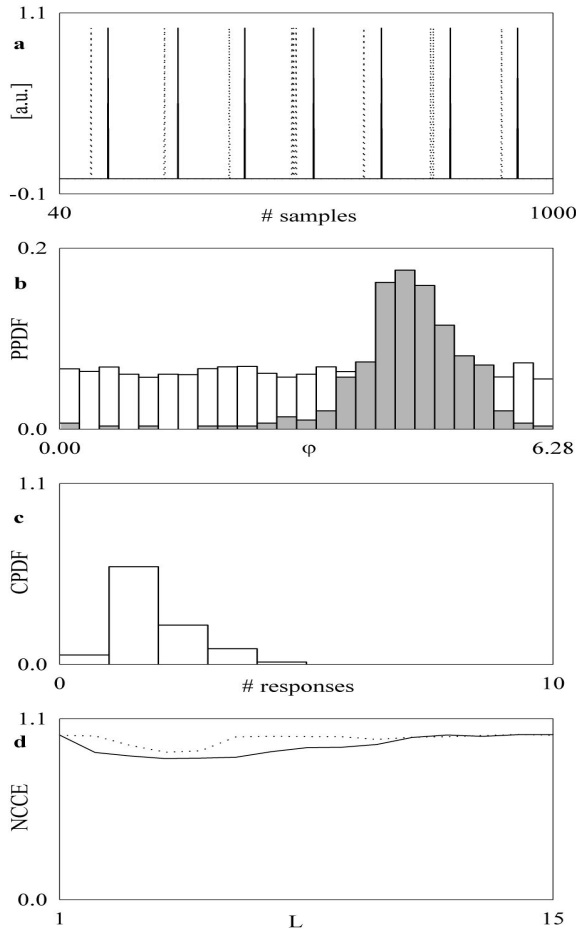 1.1
a
[a.u.]
-0.1
40
# samples
1000
0.2
b
PPDF
0.0
0.00
φ
6.28
1.1
c
CPDF
0.0
0
# responses
10
1.1
d
NCCE
0.0
1
L
15